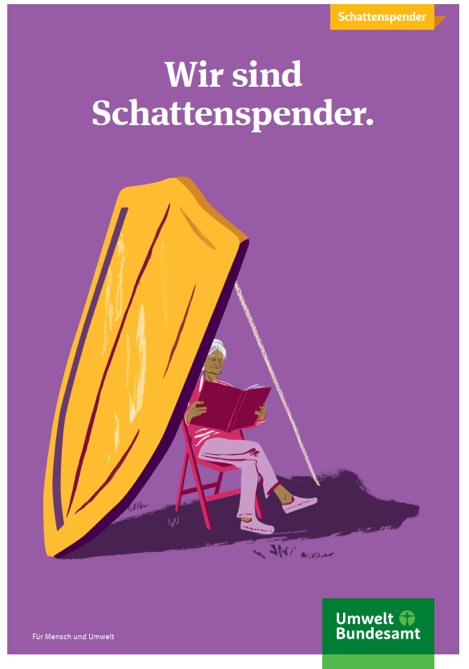 Schattenspender
Wir sind
Schattenspender.
Für Mensch und Umwelt
Umwelt
Bundesamt